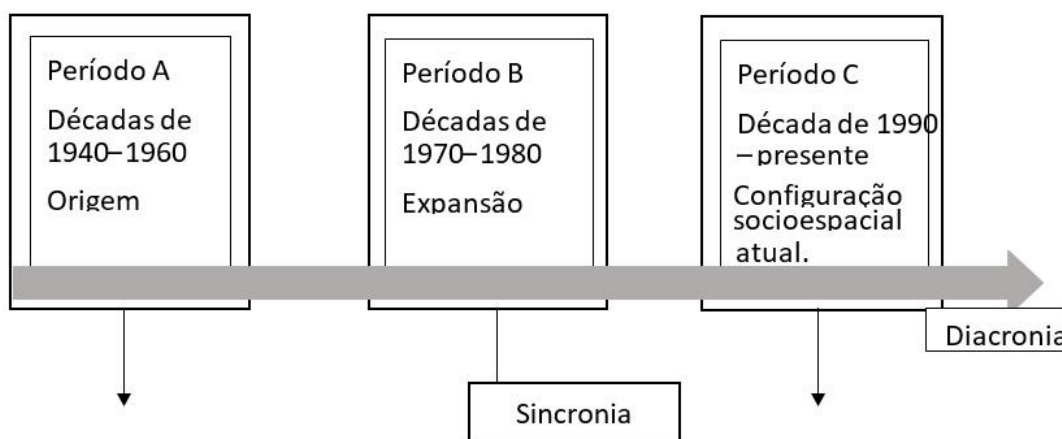 Período A
Décadas de
1940–1960
Origem
Período B
Décadas de
1970–1980
Expansão
Período C
Década de 1990
– presente
Configuração
socioespacial
atual.
Diacronia
Sincronia